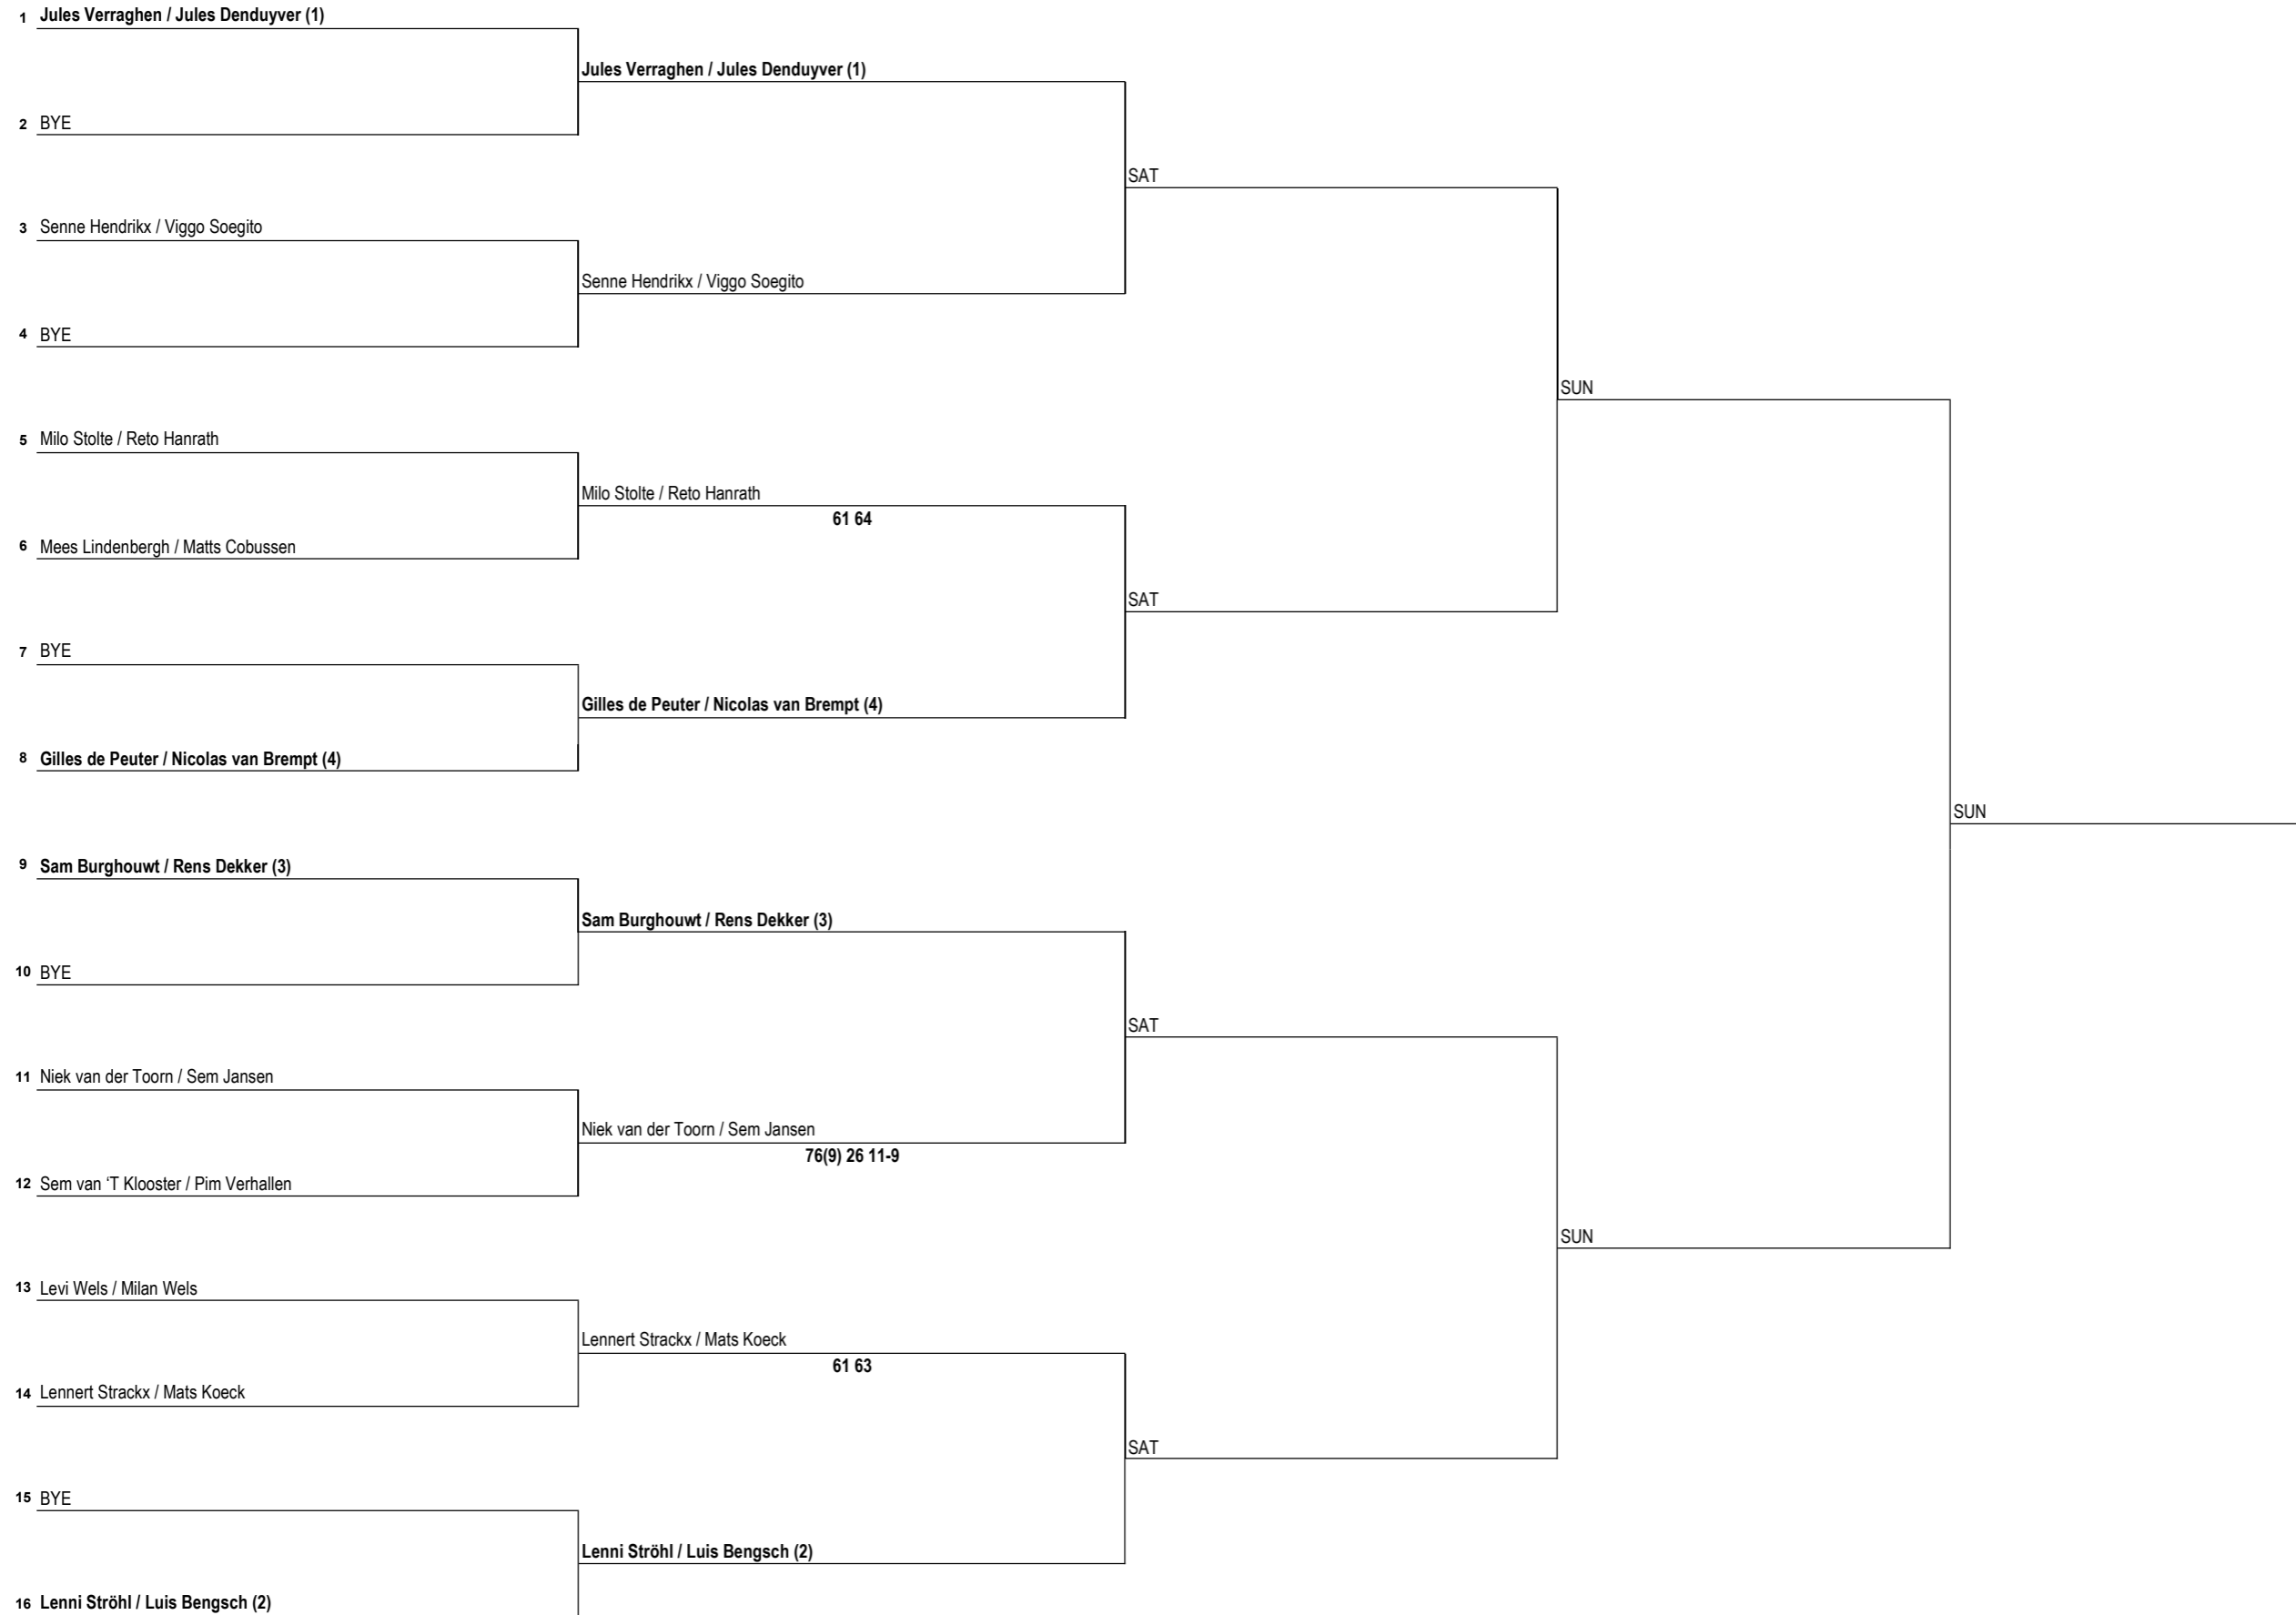 1 Jules Verraghen / Jules Denduyver (1)
Jules Verraghen / Jules Denduyver (1)
2 BYE
SAT
3 Senne Hendrikx / Viggo Soegito
Senne Hendrikx / Viggo Soegito
4 BYE
SUN
5 Milo Stolte / Reto Hanrath
Milo Stolte / Reto Hanrath
61 64
6 Mees Lindenbergh / Matts Cobussen
SAT
7 BYE
Gilles de Peuter / Nicolas van Brempt (4)
8 Gilles de Peuter / Nicolas van Brempt (4)
SUN
9 Sam Burghouwt / Rens Dekker (3)
Sam Burghouwt / Rens Dekker (3)
10 BYE
SAT
11 Niek van der Toorn / Sem Jansen
Niek van der Toorn / Sem Jansen
76(9) 26 11-9
12 Sem van ‘T Klooster / Pim Verhallen
SUN
13 Levi Wels / Milan Wels
Lennert Strackx / Mats Koeck
61 63
14 Lennert Strackx / Mats Koeck
SAT
15 BYE
Lenni Ströhl / Luis Bengsch (2)
16 Lenni Ströhl / Luis Bengsch (2)